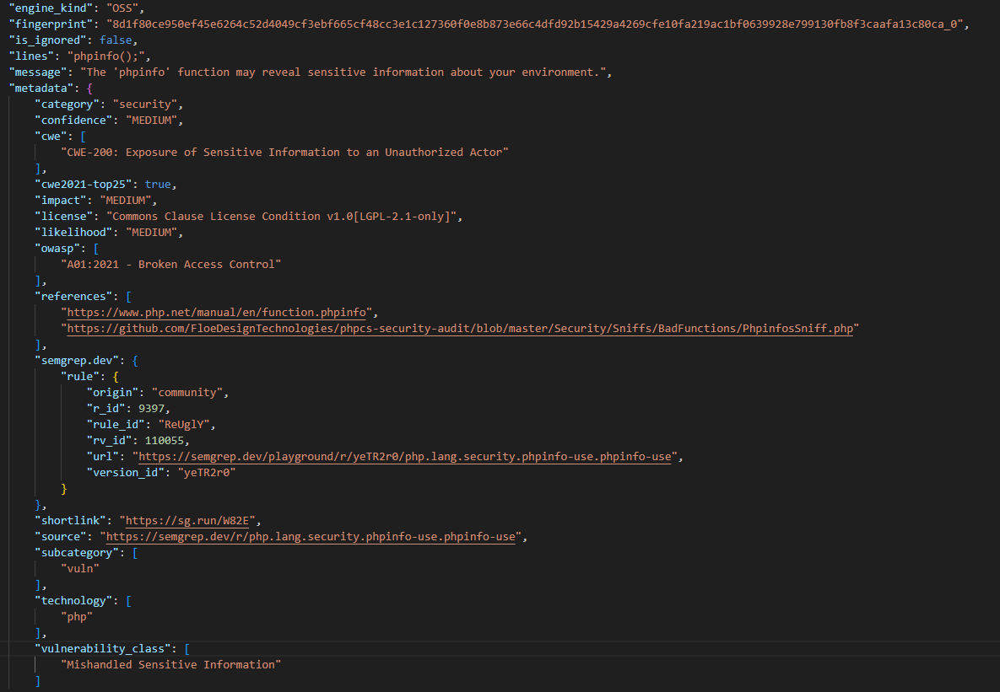 "engine_kind": "OSS",
"fingerprint": "8d1f80ce950ef45e6264c52d4049cf3ebf665cf48cc3e1c127360f0e8b873e66c4dfd92b15429a4269cfe10fa219ac1bf0639928e799130fb8f3caafa13c80ca_0",
"is_ignored": false,
"lines": "phpinfo();",
"message": "The 'phpinfo' function may reveal sensitive information about your environment.",
"metadata": {
"category": "security",
"confidence": "MEDIUM",
"cwe": [
"CWE-200: Exposure of Sensitive Information to an Unauthorized Actor"
],
"cwe2021-top25": true,
"impact": "MEDIUM",
"license": "Commons Clause License Condition v1.0[LGPL-2.1-only]",
"likelihood": "MEDIUM",
"owasp": [
"A01:2021 - Broken Access Control"
],
"references": [
"https://www.php.net/manual/en/function.phpinfo",
"https://github.com/FloeDesignTechnologies/phpcs-security-audit/blob/master/Security/Sniffs/BadFunctions/PhpinfosSniff.php"
],
"semgrep.dev": {
"rule": {
"origin": "community",
"r_id": 9397,
"rule_id": "ReUglY",
"rv_id": 110055,
"url": "https://semgrep.dev/playground/r/yeTR2r0/php.lang.security.phpinfo-use.phpinfo-use",
"version_id": "yeTR2r0"
}
},
"shortlink": "https://sg.run/W82E",
"source": "https://semgrep.dev/r/php.lang.security.phpinfo-use.phpinfo-use",
"subcategory": [
"vuln"
],
"technology": [
"php"
],
"vulnerability_class": [
"Mishandled Sensitive Information"
]